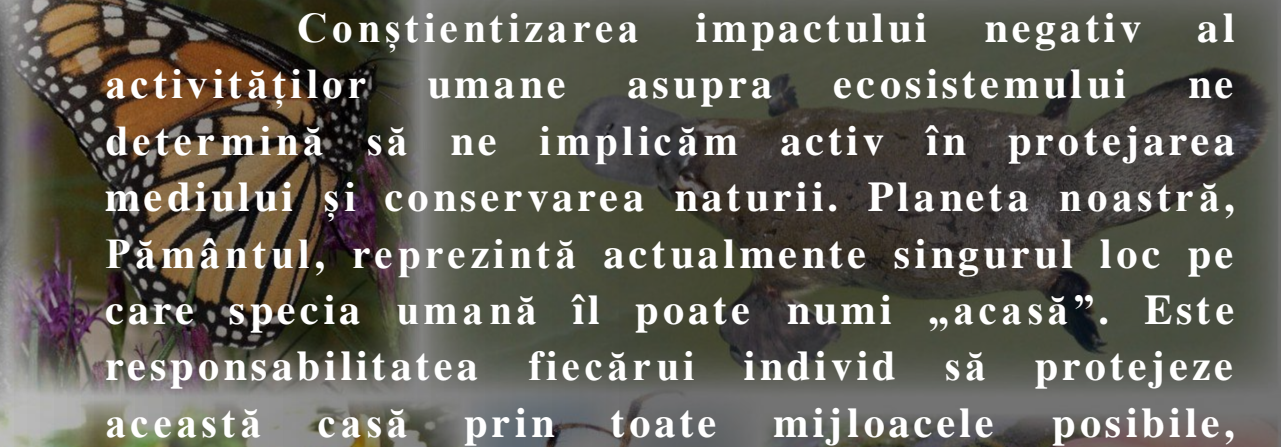 Conștientizarea impactului negativ al
activităților umane asupra ecosistemului ne
determină să ne implicăm activ în protejarea
mediului și conservarea naturii. Planeta noastră,
Pământul, reprezintă actualmente singurul loc pe
care specia umană îl poate numi „acasă”. Este
responsabilitatea fiecărui individ să protejeze
această casă prin toate mijloacele posibile,